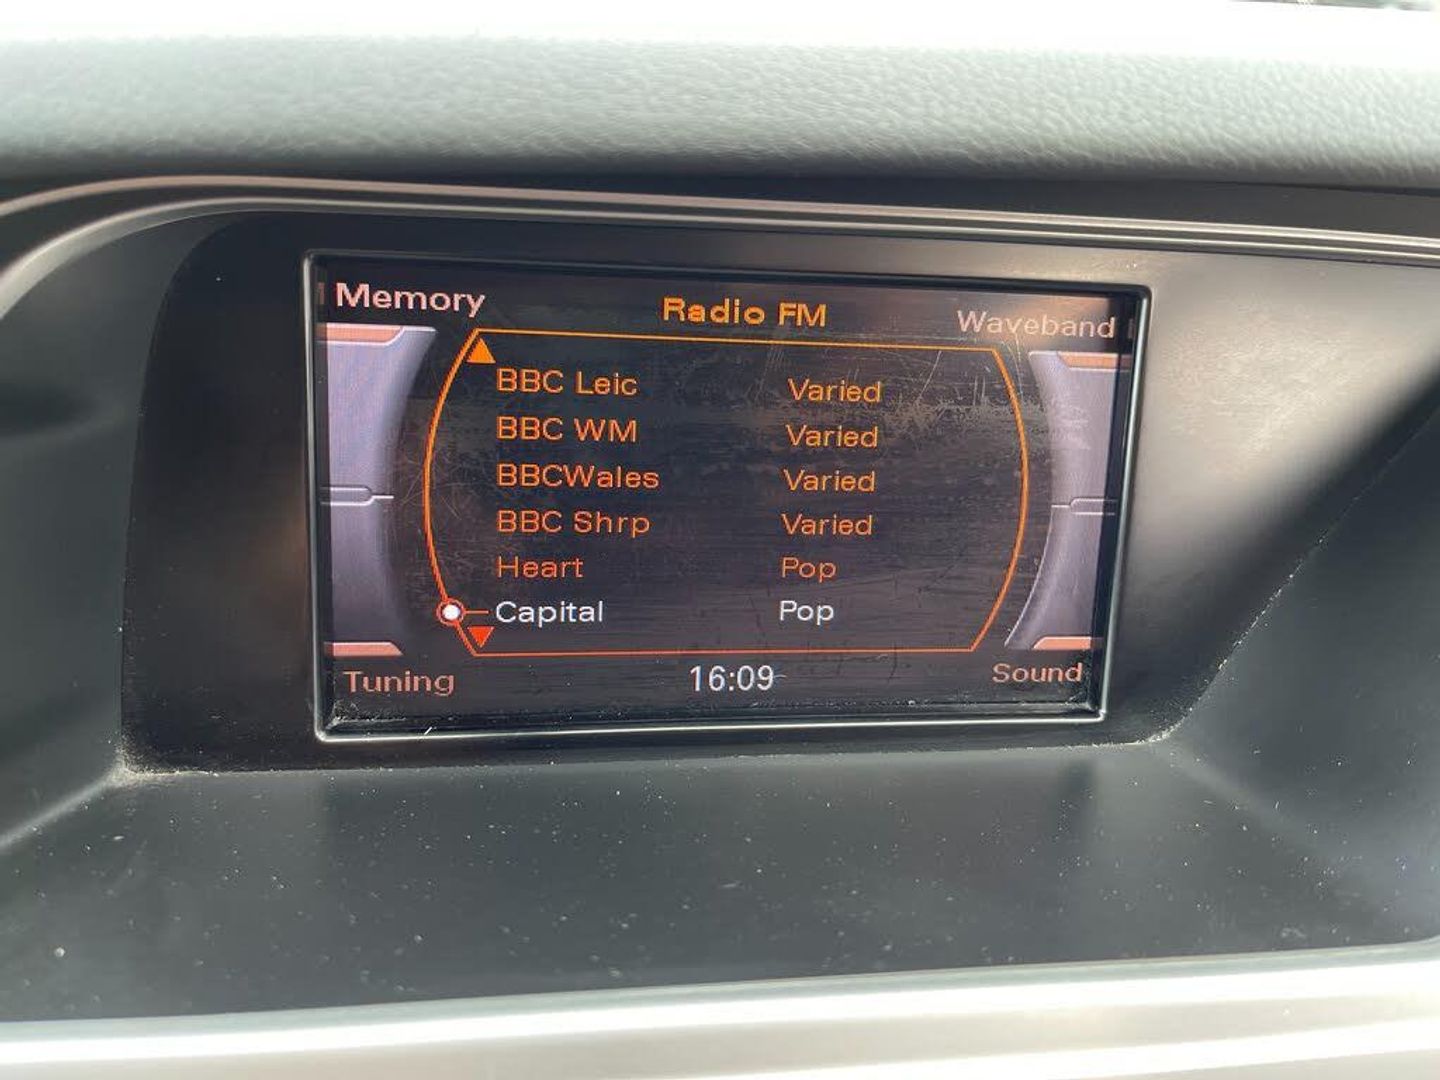 Memory Radio FM Waveband
BBC Leic Varied
BBC WM Varied
BBCWales Varied
BBC Shrp Varied
Heart Pop
Capital Pop
Tuning 16:09 Sound